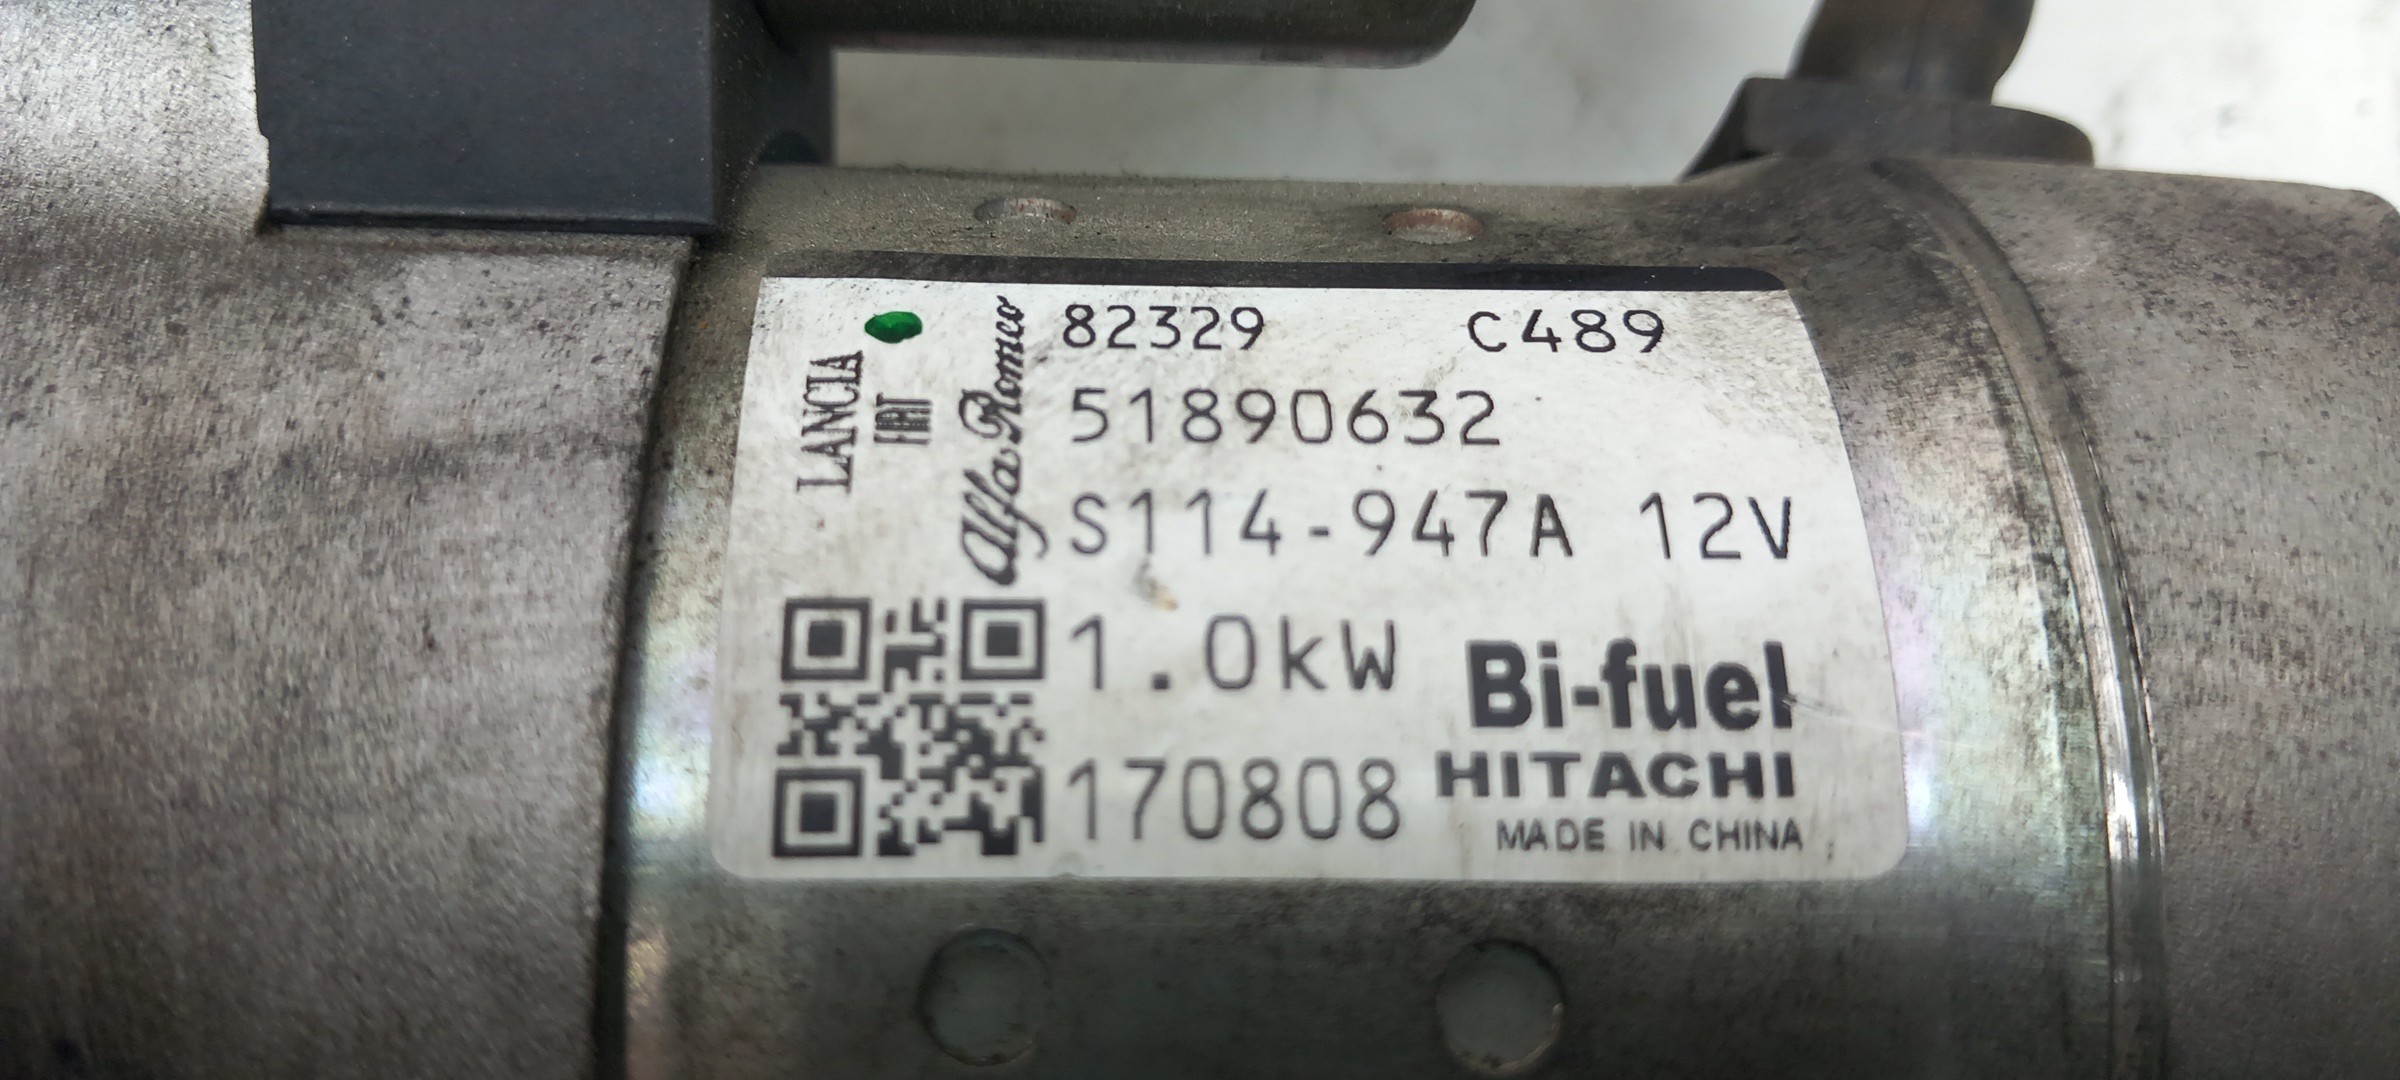 LANCIA
FIAT
Alfa Romeo
82329 C489
51890632
S114-947A 12V
1.0kW
Bi-fuel
170808
HITACHI
MADE IN CHINA